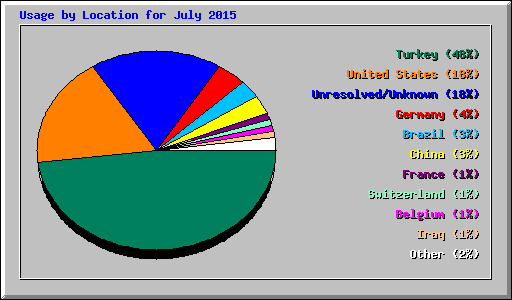 Usage by Location for July 2015
Turkey (48%)
United States (18%)
Unresolved/Unknown (18%)
Germany (4%)
Brazil (3%)
China (3%)
France (1%)
Switzerland (1%)
Belgium (1%)
Iraq (1%)
Other (2%)